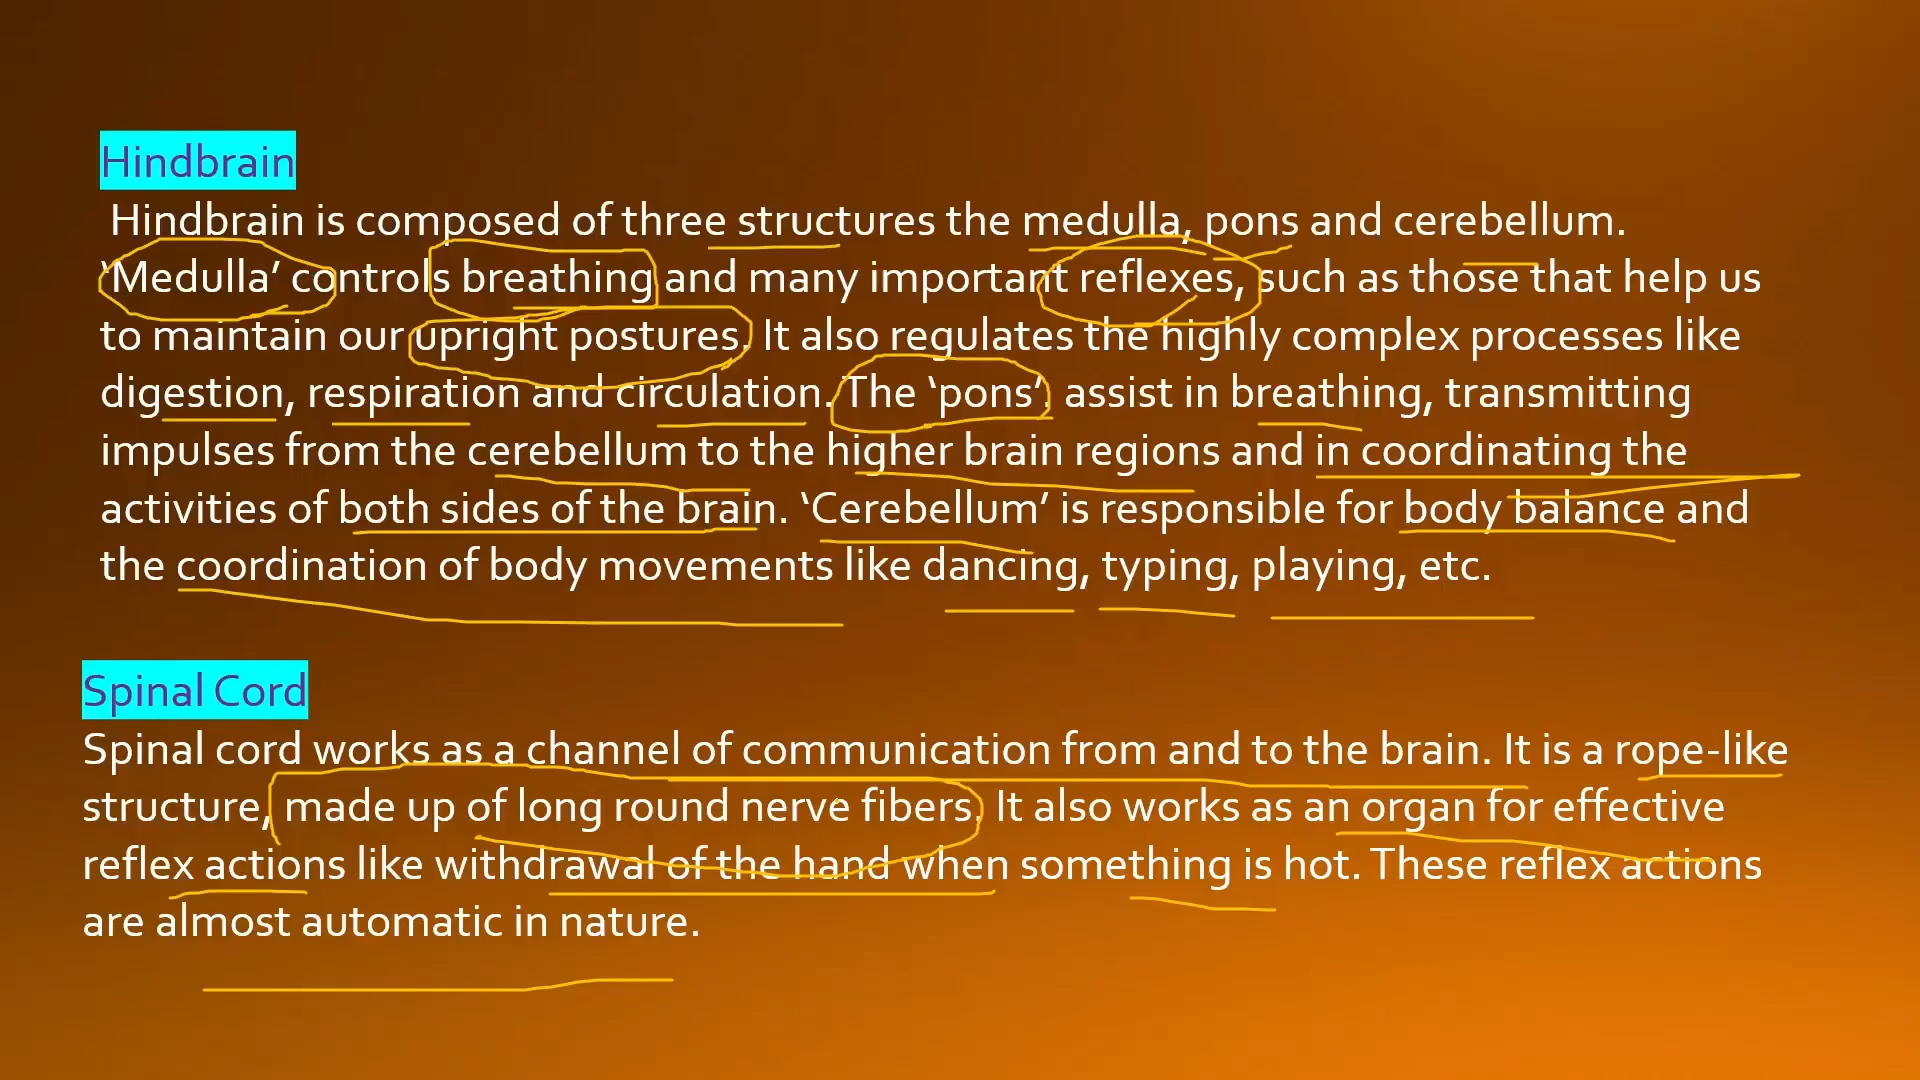 Hindbrain
Hindbrain is composed of three structures the medulla, pons and cerebellum.
‘Medulla’ controls breathing and many important reflexes, such as those that help us
to maintain our upright postures. It also regulates the highly complex processes like
digestion, respiration and circulation. The ‘pons’. assist in breathing, transmitting
impulses from the cerebellum to the higher brain regions and in coordinating the
activities of both sides of the brain. ‘Cerebellum’ is responsible for body balance and
the coordination of body movements like dancing, typing, playing, etc.
Spinal Cord
Spinal cord works as a channel of communication from and to the brain. It is a rope-like
structure, made up of long round nerve fibers. It also works as an organ for effective
reflex actions like withdrawal of the hand when something is hot. These reflex actions
are almost automatic in nature.